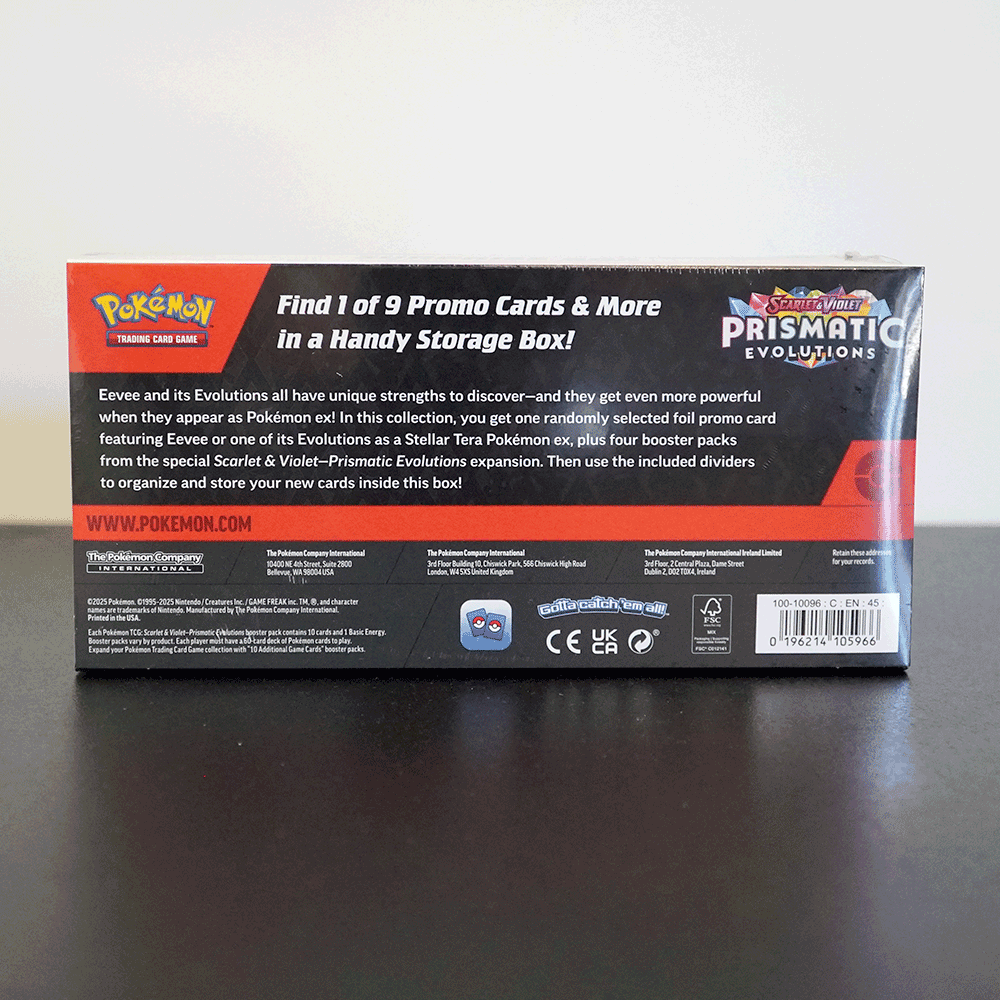 POKéMON
TRADING CARD GAME
Find 1 of 9 Promo Cards & More
in a Handy Storage Box!
SCARLET & VIOLET
PRISMATIC
EVOLUTIONS
Eevee and its Evolutions all have unique strengths to discover—and they get even more powerful
when they appear as Pokémon ex! In this collection, you get one randomly selected foil promo card
featuring Eevee or one of its Evolutions as a Stellar Tera Pokémon ex, plus four booster packs
from the special Scarlet & Violet—Prismatic Evolutions expansion. Then use the included dividers
to organize and store your new cards inside this box!
WWW.POKEMON.COM
The Pokémon Company
INTERNATIONAL
The Pokémon Company International
10400 NE 4th Street, Suite 2800
Bellevue, WA 98004 USA
The Pokémon Company International
3rd Floor Building 10, Chiswick Park, 566 Chiswick High Road
London, W4 5XS United Kingdom
The Pokémon Company International Ireland Limited
3rd Floor, 2 Central Plaza, Dame Street
Dublin 2, D02 T0X4, Ireland
Retain these addresses
for your records.
©2025 Pokémon. ©1995-2025 Nintendo / Creatures Inc. / GAME FREAK inc. TM, ®, and character
names are trademarks of Nintendo. Manufactured by The Pokémon Company International.
Printed in the USA.
Each Pokémon TCG: Scarlet & Violet—Prismatic Evolutions booster pack contains 10 cards and 1 Basic Energy.
Booster packs vary by product. Each player must have a 60-card deck of Pokémon cards to play.
Expand your Pokémon Trading Card Game collection with "10 Additional Game Cards" booster packs.
Gotta catch 'em all!
CE UK
CA
FSC
www.fsc.org
MIX
Packaging | Supporting
responsible forestry
FSC® C012141
100-10096 : C : EN : 45 :
0 196214 105966